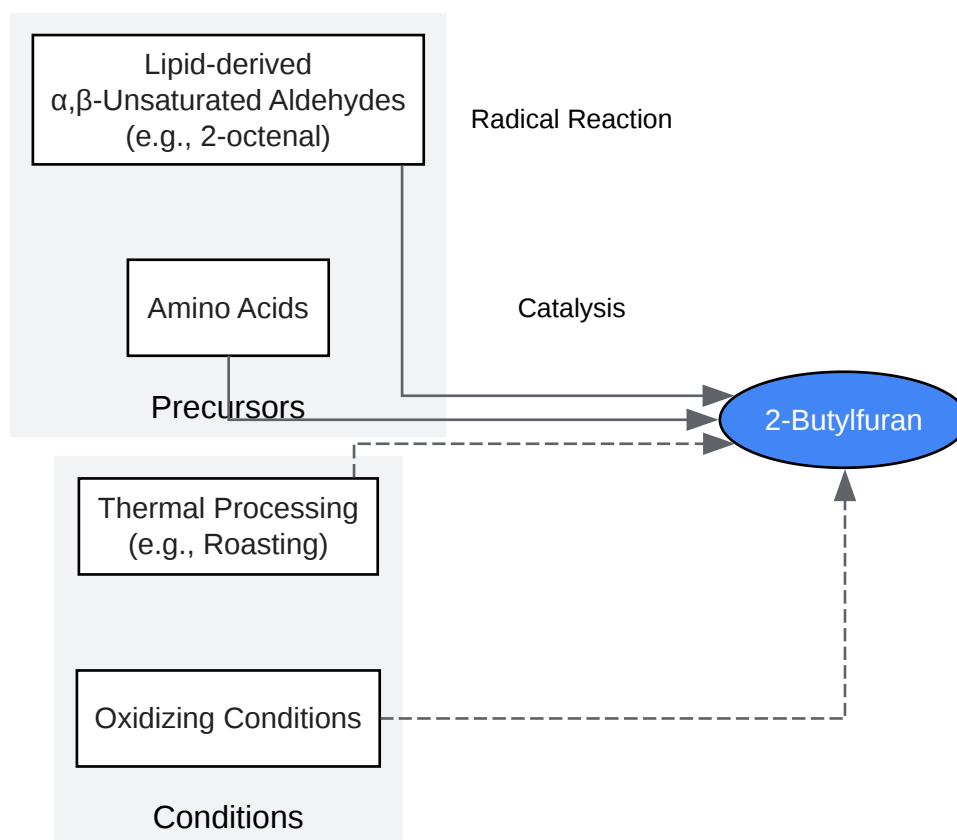 Lipid-derived
α,β-Unsaturated Aldehydes
(e.g., 2-octenal)
Radical Reaction
Amino Acids
Catalysis
Precursors
2-Butylfuran
Thermal Processing
(e.g., Roasting)
Oxidizing Conditions
Conditions